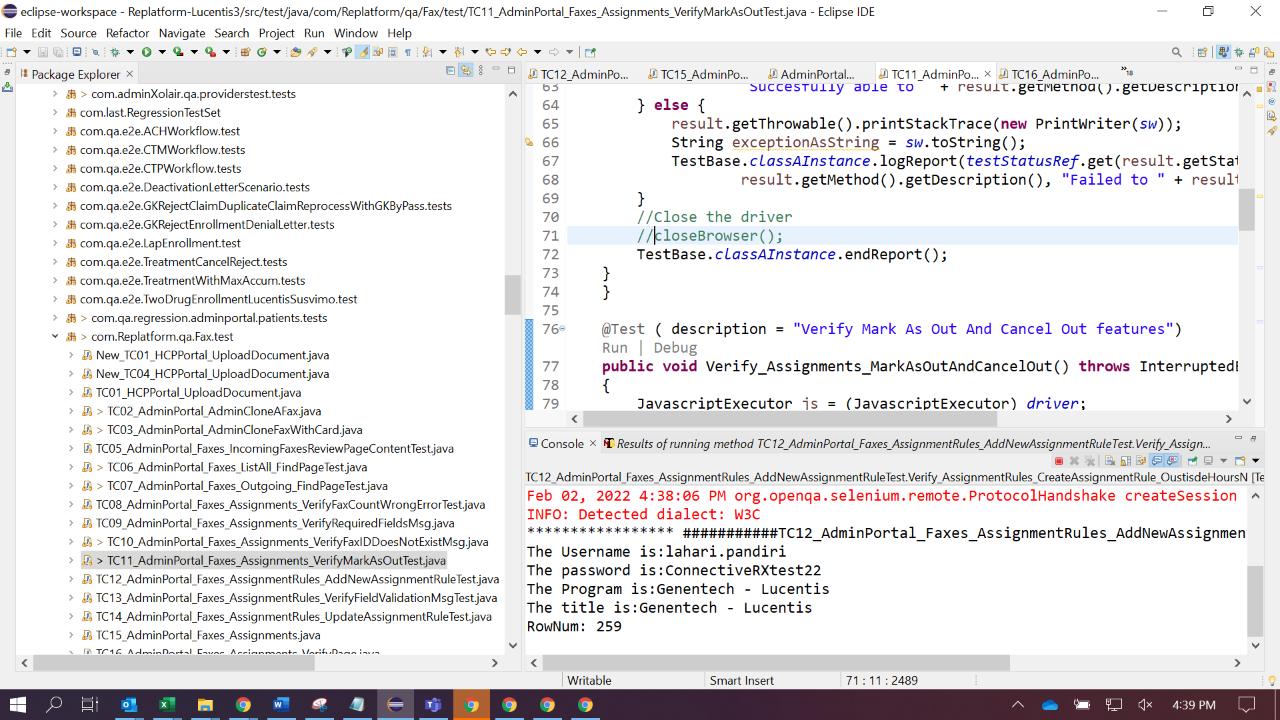 eclipse-workspace - Replatform-Lucentis3/src/test/java/com/Replatform/qa/Fax/test/TC11_AdminPortal_Faxes_Assignments_VerifyMarkAsOutTest.java - Eclipse IDE
File Edit Source Refactor Navigate Search Project Run Window Help
Package Explorer
> com.adminXolair.qa.providerstest.tests
com.last.RegressionTestSet
com.qa.e2e.ACHWorkflow.test
com.qa.e2e.CTMWorkflow.tests
com.qa.e2e.CTPWorkflow.tests
com.qa.e2e.DeactivationLetterScenario.tests
com.qa.e2e.GKRejectClaimDuplicateClaimReprocessWithGKByPass.tests
com.qa.e2e.GKRejectEnrollmentDenialLetter.tests
com.qa.e2e.LapEnrollment.test
com.qa.e2e.TreatmentCancelReject.tests
com.qa.e2e.TreatmentWithMaxAccum.tests
com.qa.e2e.TwoDrugEnrollmentLucentisSusvimo.test
> com.qa.regression.adminportal.patients.tests
> com.Replatform.qa.Fax.test
New_TC01_HCPPortal_UploadDocument.java
New_TC04_HCPPortal_UploadDocument.java
TC01_HCPPortal_UploadDocument.java
> TC02_AdminPortal_AdminCloneAFax.java
> TC03_AdminPortal_AdminCloneFaxWithCard.java
TC05_AdminPortal_Faxes_IncomingFaxesReviewPageContentTest.java
> TC06_AdminPortal_Faxes_ListAll_FindPageTest.java
> TC07_AdminPortal_Faxes_Outgoing_FindPageTest.java
TC08_AdminPortal_Faxes_Assignments_VerifyFaxCountWrongErrorTest.java
TC09_AdminPortal_Faxes_Assignments_VerifyRequiredFieldsMsg.java
> TC10_AdminPortal_Faxes_Assignments_VerifyFaxIDDoesNotExistMsg.java
> TC11_AdminPortal_Faxes_Assignments_VerifyMarkAsOutTest.java
TC12_AdminPortal_Faxes_AssignmentRules_AddNewAssignmentRuleTest.java
TC13_AdminPortal_Faxes_AssignmentRules_VerifyFieldValidationMsgTest.java
TC14_AdminPortal_Faxes_AssignmentRules_UpdateAssignmentRuleTest.java
TC15_AdminPortal_Faxes_Assignments.java
TC16_AdminPortal_Faxes_Assignments_VerifyPage.java
TC12_AdminPo... TC15_AdminPo... AdminPortal... TC11_AdminPo... TC16_AdminPo... »18
63 "Succesfully able to " + result.getMethod().getDescription
64 } else {
65 result.getThrowable().printStackTrace(new PrintWriter(sw));
66 String exceptionAsString = sw.toString();
67 TestBase.classAInstance.logReport(testStatusRef.get(result.getStat
68 result.getMethod().getDescription(), "Failed to " + result
69 }
70 //Close the driver
71 //closeBrowser();
72 TestBase.classAInstance.endReport();
73 }
74 }
75
76 @Test ( description = "Verify Mark As Out And Cancel Out features")
Run | Debug
77 public void Verify_Assignments_MarkAsOutAndCancelOut() throws InterruptedE
78 {
79 JavascriptExecutor js = (JavascriptExecutor) driver;
Console Results of running method TC12_AdminPortal_Faxes_AssignmentRules_AddNewAssignmentRuleTest.Verify_Assign...
TC12_AdminPortal_Faxes_AssignmentRules_AddNewAssignmentRuleTest.Verify_AssignmentRules_CreateAssignmentRule_OustisdeHoursN [Te
Feb 02, 2022 4:38:06 PM org.openqa.selenium.remote.ProtocolHandshake createSession
INFO: Detected dialect: W3C
***************** ###########TC12_AdminPortal_Faxes_AssignmentRules_AddNewAssignmen
The Username is:lahari.pandiri
The password is:ConnectiveRXtest22
The Program is:Genentech - Lucentis
The title is:Genentech - Lucentis
RowNum: 259
Writable Smart Insert 71 : 11 : 2489
4:39 PM